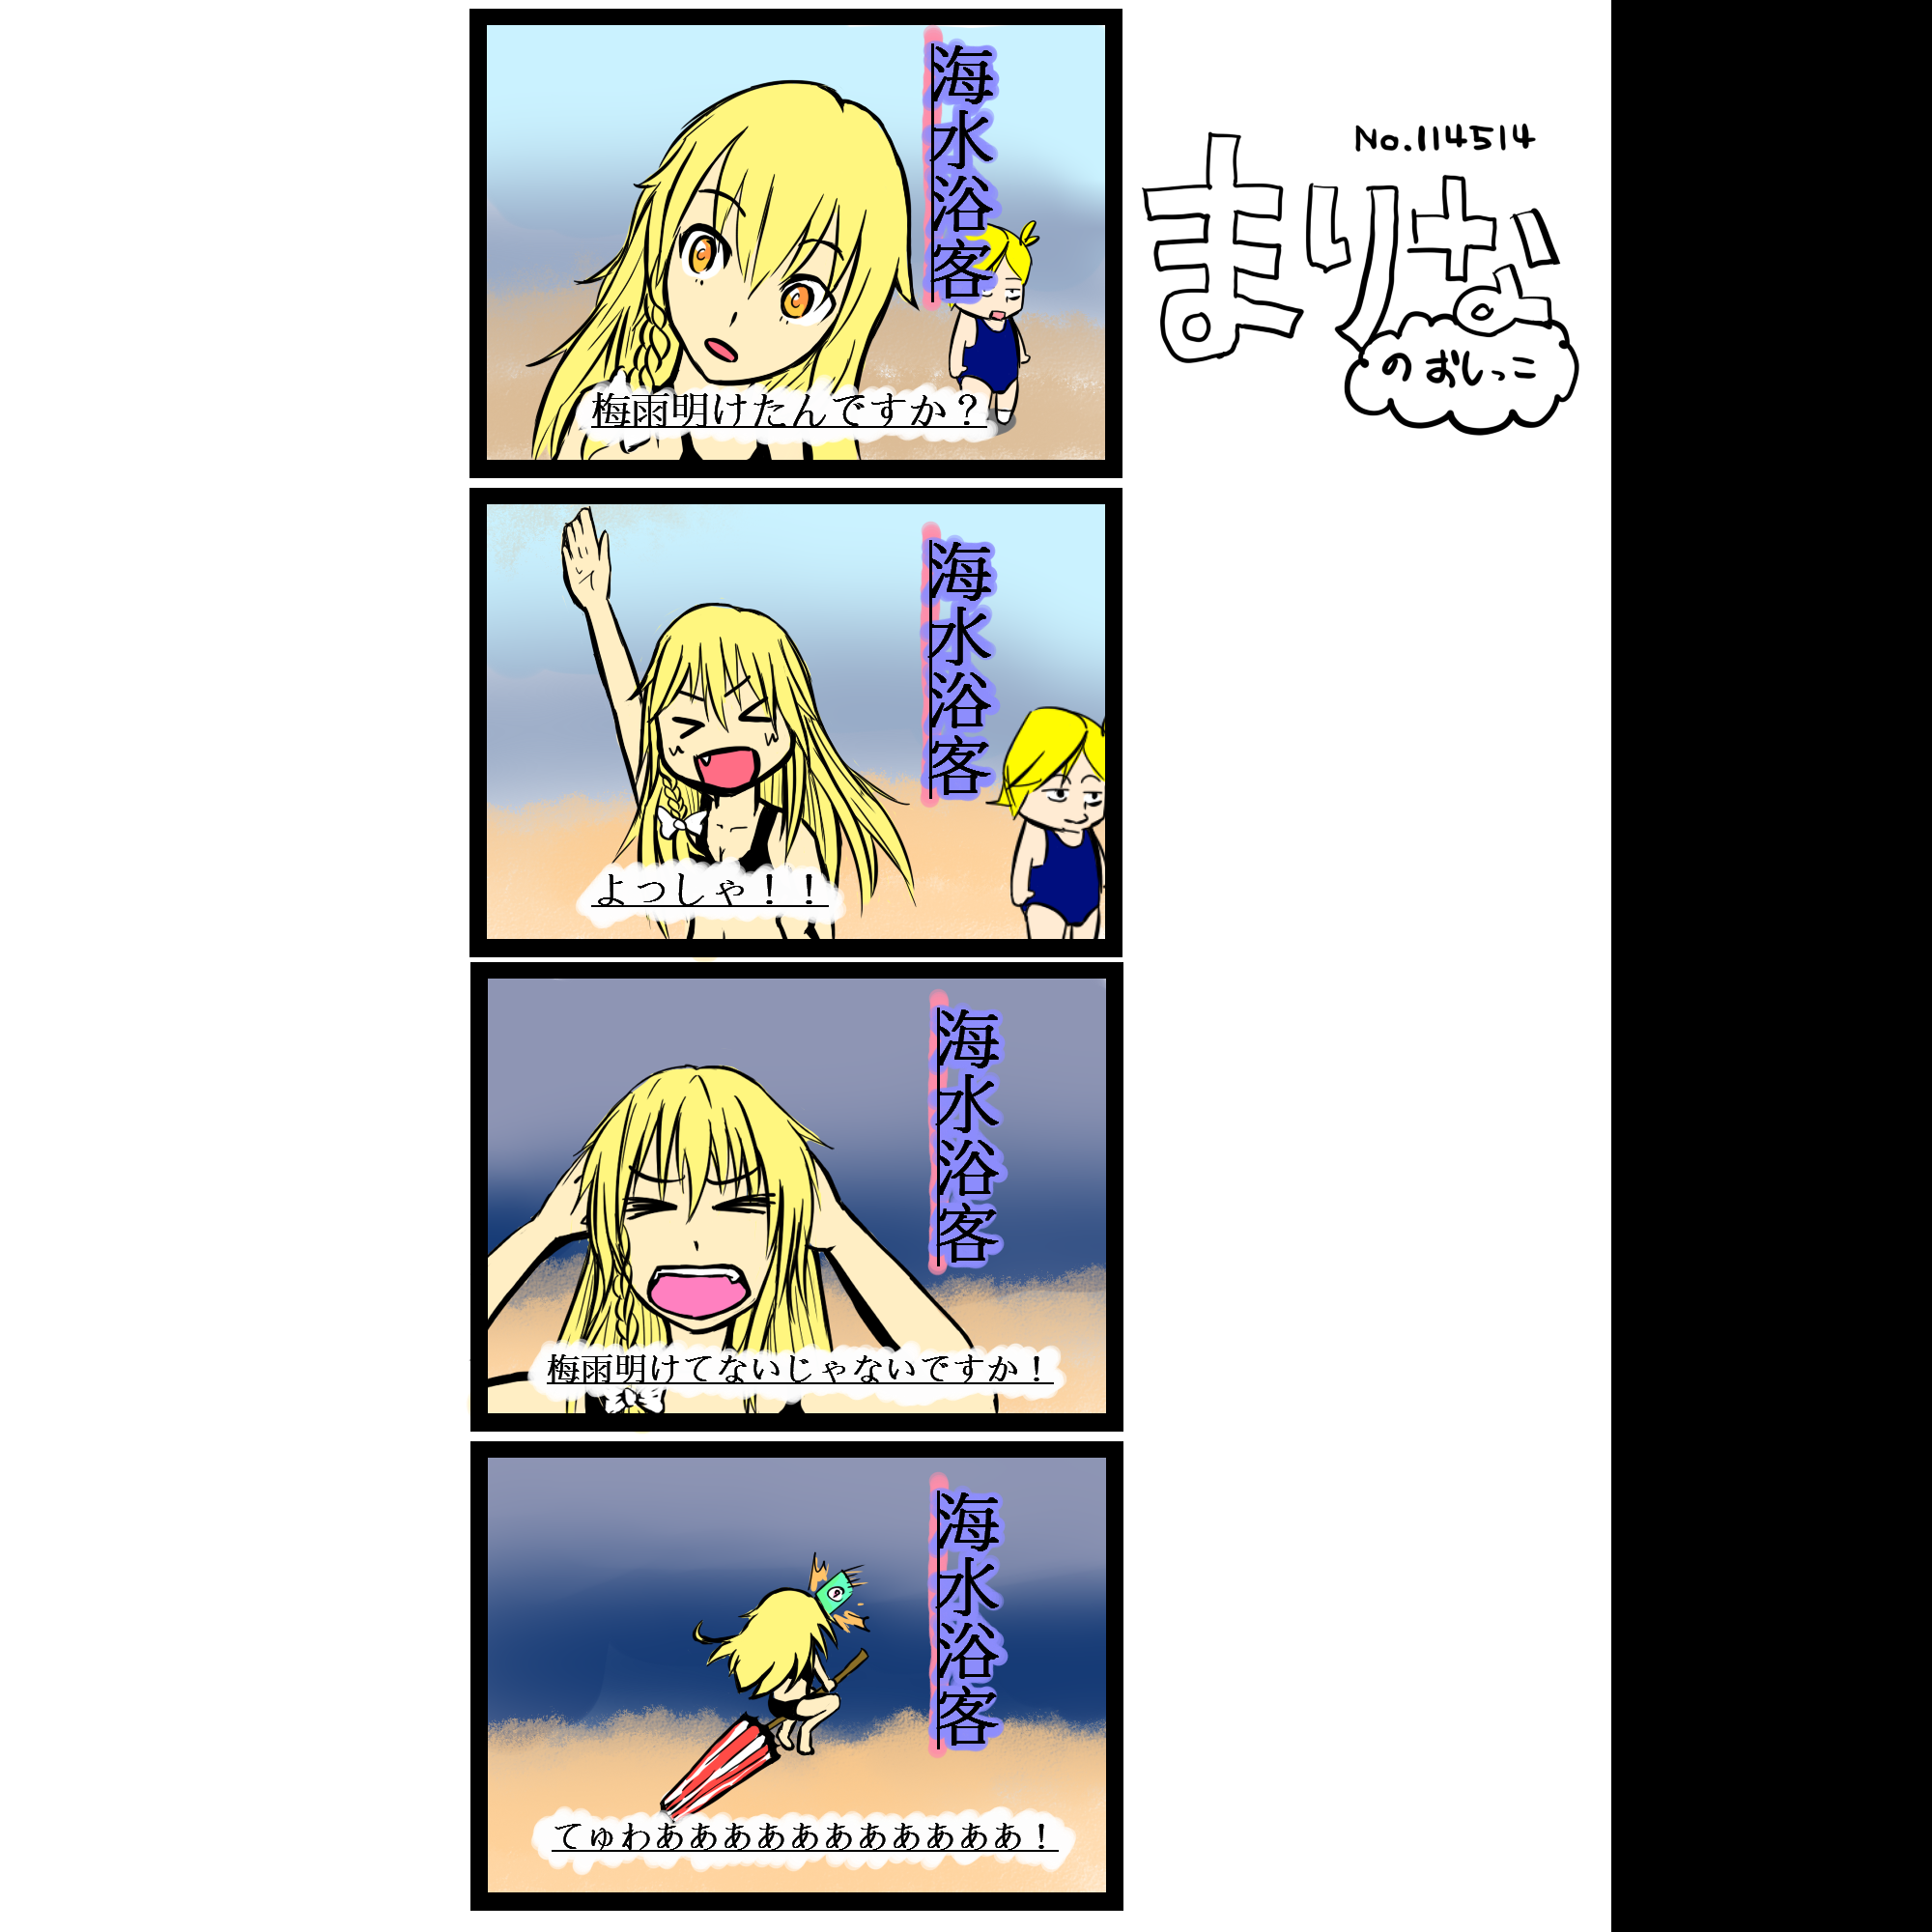 No.114514
まりな
のおしっこ
海水浴客
梅雨明けたんですか？
海水浴客
よっしゃ！！
海水浴客
梅雨明けてないじゃないですか！
海水浴客
てゅわあああああああああああ！